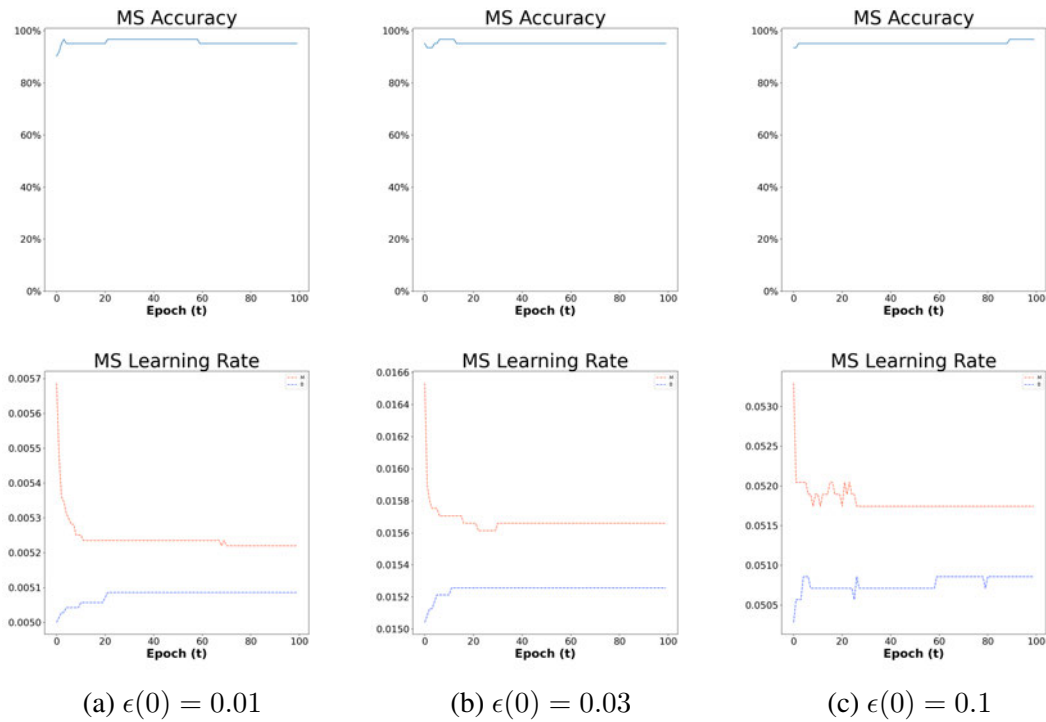 MS Accuracy MS Accuracy MS Accuracy
100% 100% 100%
80% 80% 80%
60% 60% 60%
40% 40% 40%
20% 20% 20%
0% 0% 0%
0 20 40 60 80 100 0 20 40 60 80 100 0 20 40 60 80 100
Epoch (t) Epoch (t) Epoch (t)
MS Learning Rate MS Learning Rate MS Learning Rate
M
B
0.0057
0.0056
0.0055
0.0054
0.0053
0.0052
0.0051
0.0050
0 20 40 60 80 100
Epoch (t)
M
B
0.0166
0.0164
0.0162
0.0160
0.0158
0.0156
0.0154
0.0152
0.0150
0 20 40 60 80 100
Epoch (t)
M
B
0.0530
0.0525
0.0520
0.0515
0.0510
0.0505
0 20 40 60 80 100
Epoch (t)
(a) ϵ(0) = 0.01 (b) ϵ(0) = 0.03 (c) ϵ(0) = 0.1